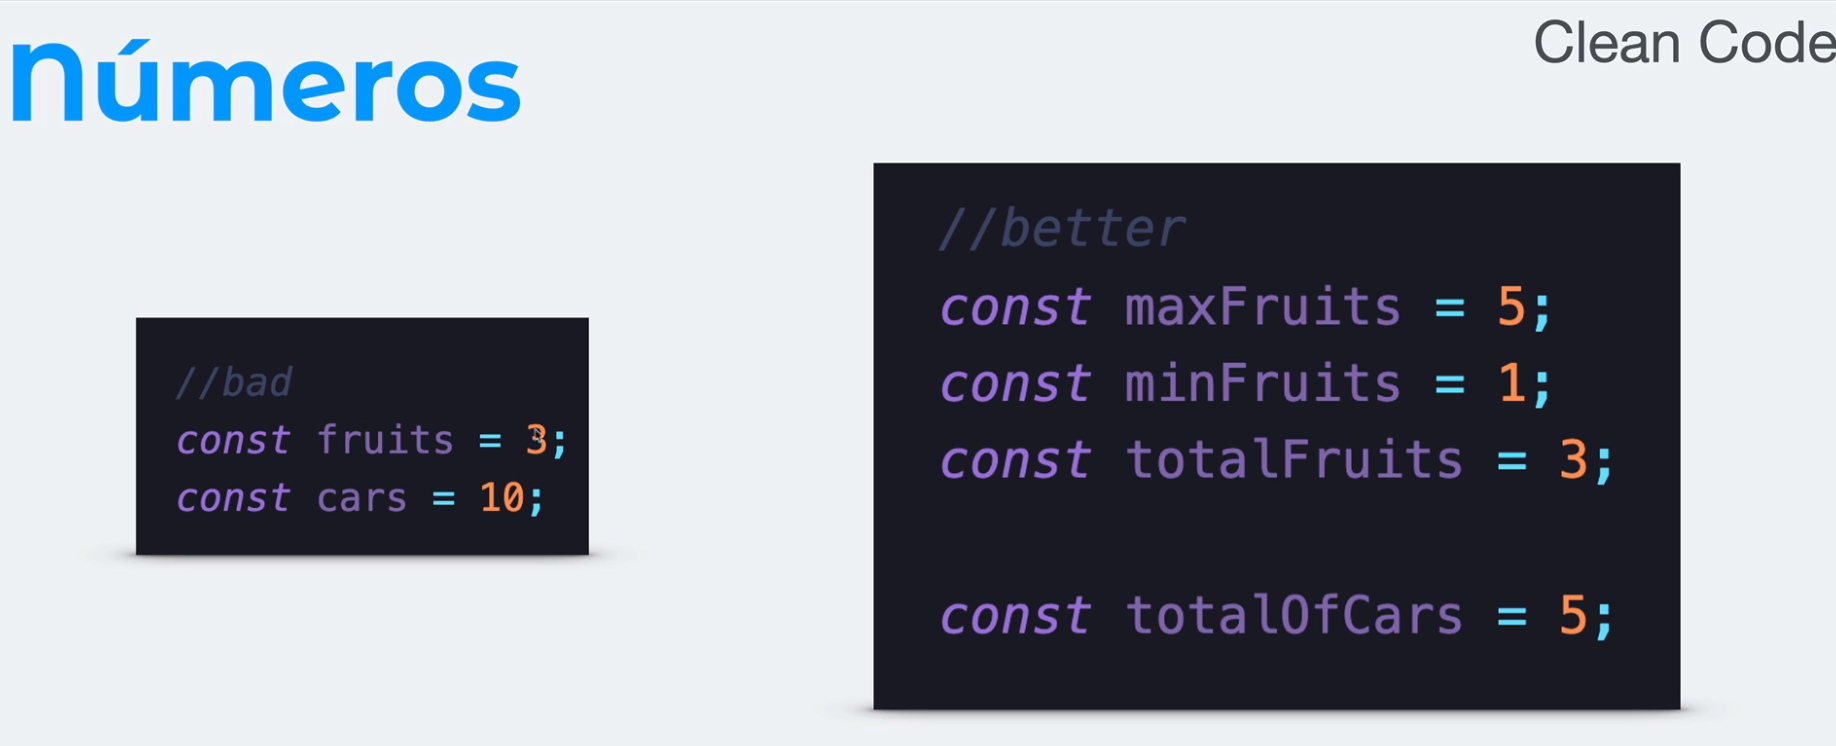 Números
Clean Code
//bad
const fruits = 3;
const cars = 10;
//better
const maxFruits = 5;
const minFruits = 1;
const totalFruits = 3;
const totalOfCars = 5;